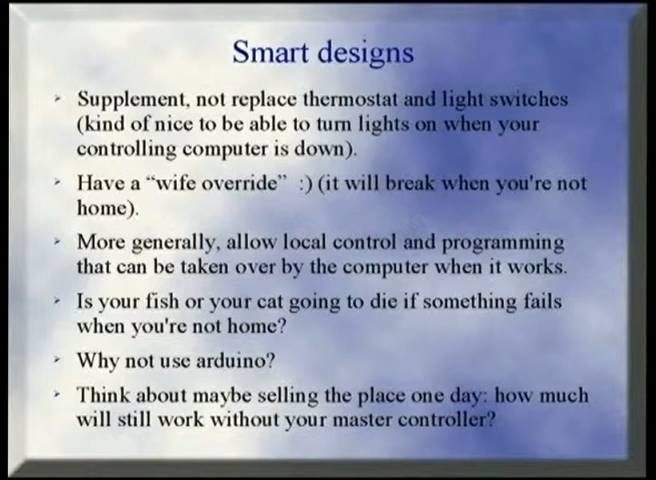 Smart designs
Supplement, not replace thermostat and light switches
(kind of nice to be able to turn lights on when your
controlling computer is down).
Have a “wife override” :) (it will break when you're not
home).
More generally, allow local control and programming
that can be taken over by the computer when it works.
Is your fish or your cat going to die if something fails
when you're not home?
Why not use arduino?
Think about maybe selling the place one day: how much
will still work without your master controller?